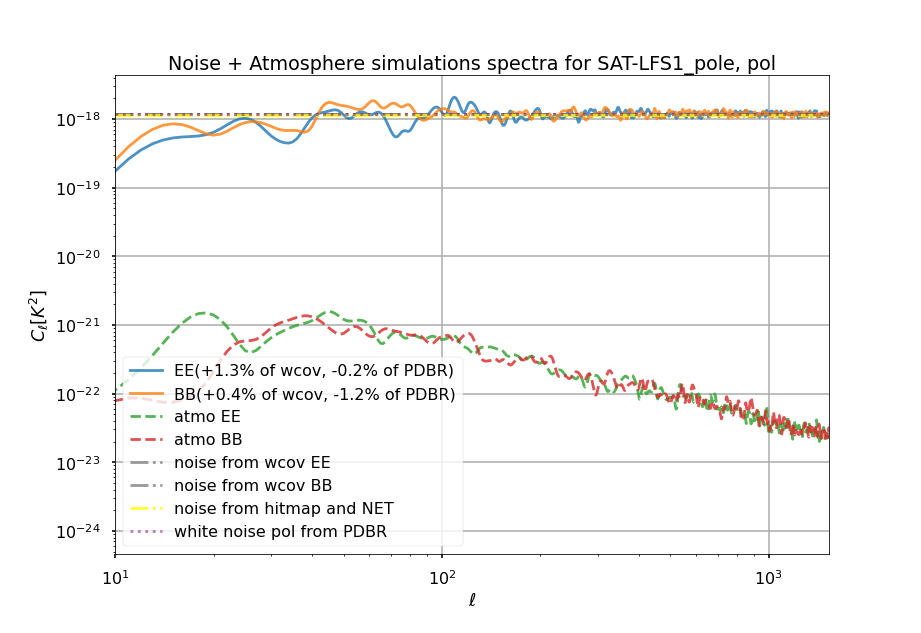 Noise + Atmosphere simulations spectra for SAT-LFS1_pole, pol
10⁻¹⁸
10⁻¹⁹
10⁻²⁰
10⁻²¹
10⁻²²
10⁻²³
10⁻²⁴
C_ℓ[K²]
EE(+1.3% of wcov, -0.2% of PDBR)
BB(+0.4% of wcov, -1.2% of PDBR)
atmo EE
atmo BB
noise from wcov EE
noise from wcov BB
noise from hitmap and NET
white noise pol from PDBR
10¹ 10² 10³
ℓ